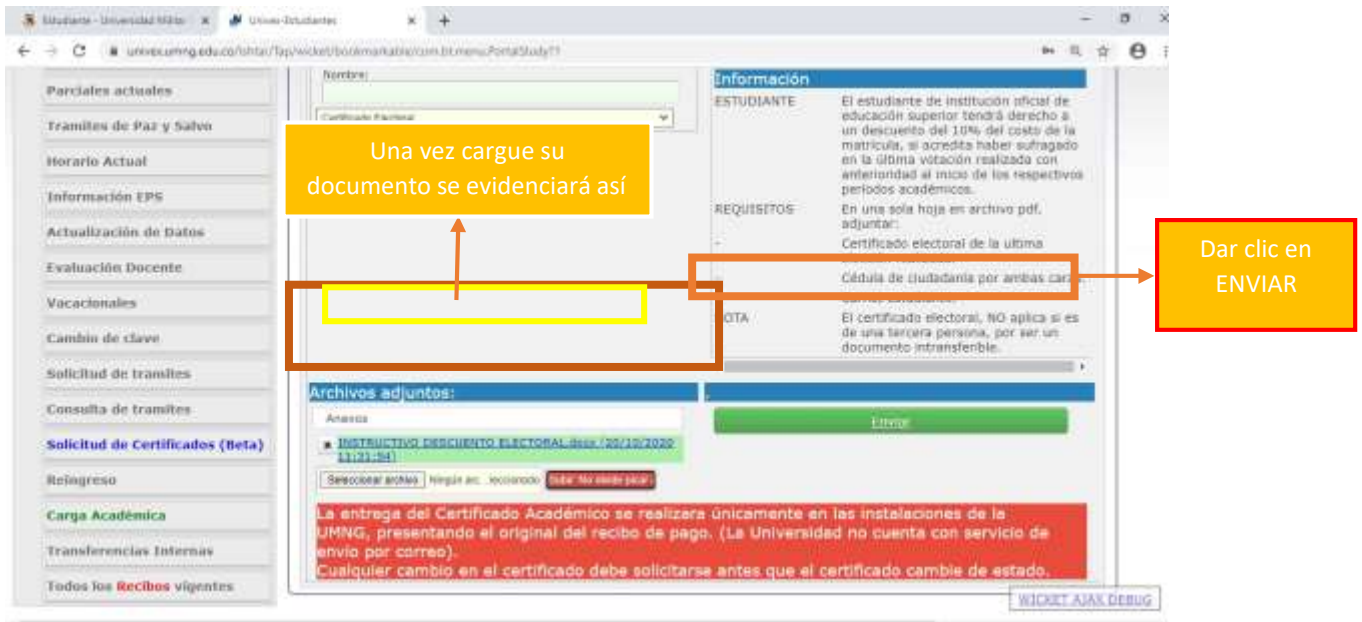 Estudiante - Universidad Militar
Univex-Estudiantes
Parciales actuales
Tramites de Paz y Salvo
Horario Actual
Información EPS
Actualización de Datos
Evaluación Docente
Vacacionales
Cambio de clave
Solicitud de tramites
Consulta de tramites
Solicitud de Certificados (Beta)
Reingreso
Carga Académica
Transferencias Internas
Todos los Recibos vigentes
Nombre:
Certificado Electoral
Una vez cargue su
documento se evidenciará así
Información
ESTUDIANTE
El estudiante de institución oficial de
educación superior tendrá derecho a
un descuento del 10% del costo de la
matrícula, si acredita haber sufragado
en la última votación realizada con
anterioridad al inicio de los respectivos
períodos académicos.
REQUISITOS
En una sola hoja en archivo pdf,
adjuntar:
- Certificado electoral de la ultima
Cédula de ciudadanía por ambas caras.
OTA
El certificado electoral, NO aplica si es
de una tercera persona, por ser un
documento intransferible.
Dar clic en
ENVIAR
Archivos adjuntos:
Anexos
INSTRUCTIVO DESCUENTO ELECTORAL.docx (20/10/2020
11:21:54)
Seleccionar archivo
Enviar
La entrega del Certificado Académico se realizara únicamente en las instalaciones de la
UMNG, presentando el original del recibo de pago. (La Universidad no cuenta con servicio de
envio por correo).
Cualquier cambio en el certificado debe solicitarse antes que el certificado cambie de estado.
WICKET AJAX DEBUG